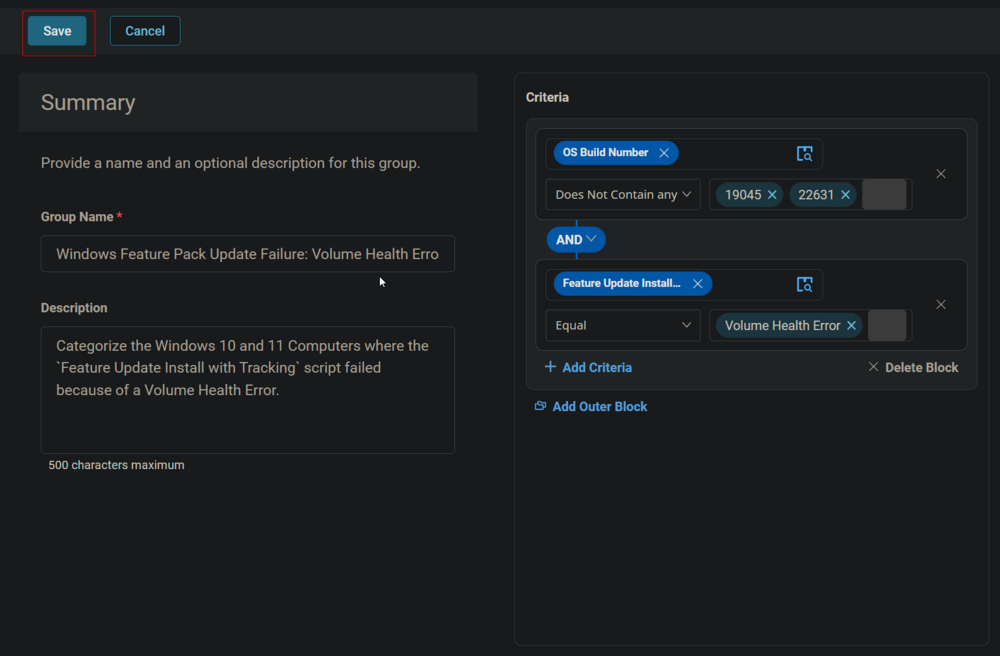 Save
Cancel
Summary
Provide a name and an optional description for this group.
Group Name *
Windows Feature Pack Update Failure: Volume Health Erro
Description
Categorize the Windows 10 and 11 Computers where the
`Feature Update Install with Tracking` script failed
because of a Volume Health Error.
500 characters maximum
Criteria
OS Build Number
Does Not Contain any
19045
22631
AND
Feature Update Install...
Equal
Volume Health Error
Add Criteria
Delete Block
Add Outer Block